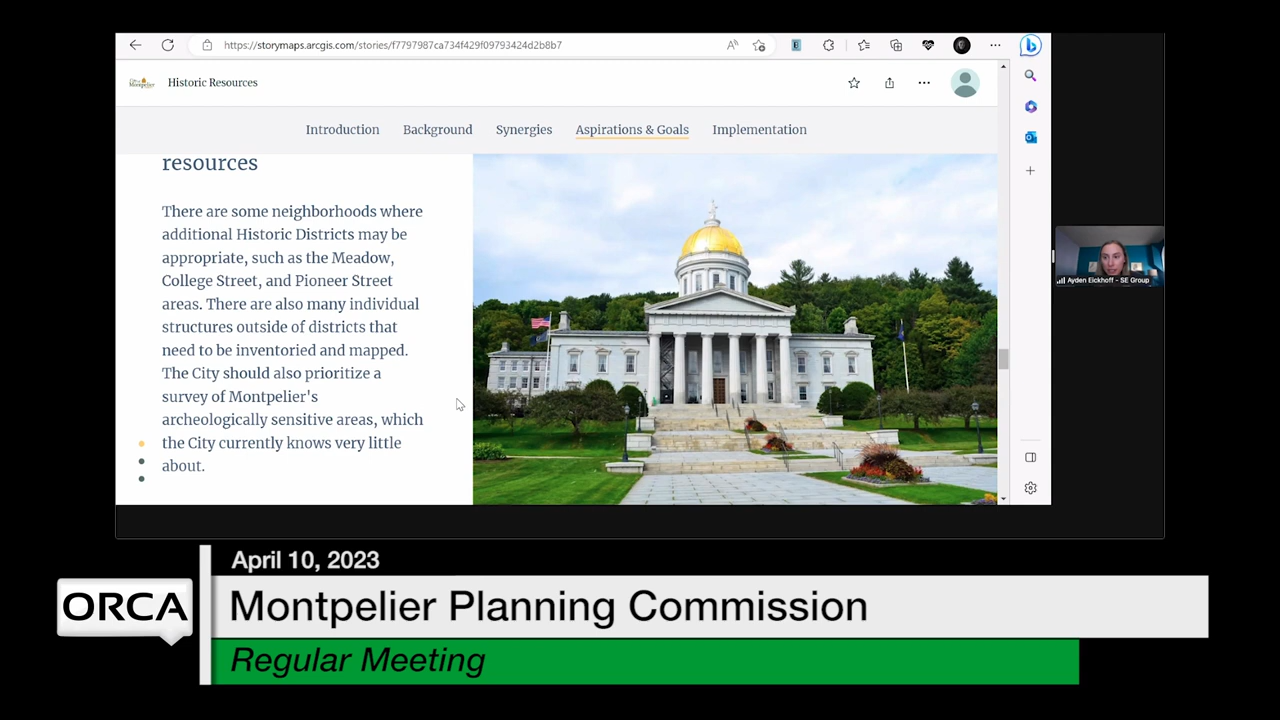 https://storymaps.arcgis.com/stories/f7797987ca734f429f09793424d2b8b7
Montpelier
Historic Resources
Introduction Background Synergies Aspirations & Goals Implementation
resources
There are some neighborhoods where
additional Historic Districts may be
appropriate, such as the Meadow,
College Street, and Pioneer Street
areas. There are also many individual
structures outside of districts that
need to be inventoried and mapped.
The City should also prioritize a
survey of Montpelier's
archeologically sensitive areas, which
the City currently knows very little
about.
Ayden Eickhoff - SE Group
April 10, 2023
ORCA
Montpelier Planning Commission
Regular Meeting